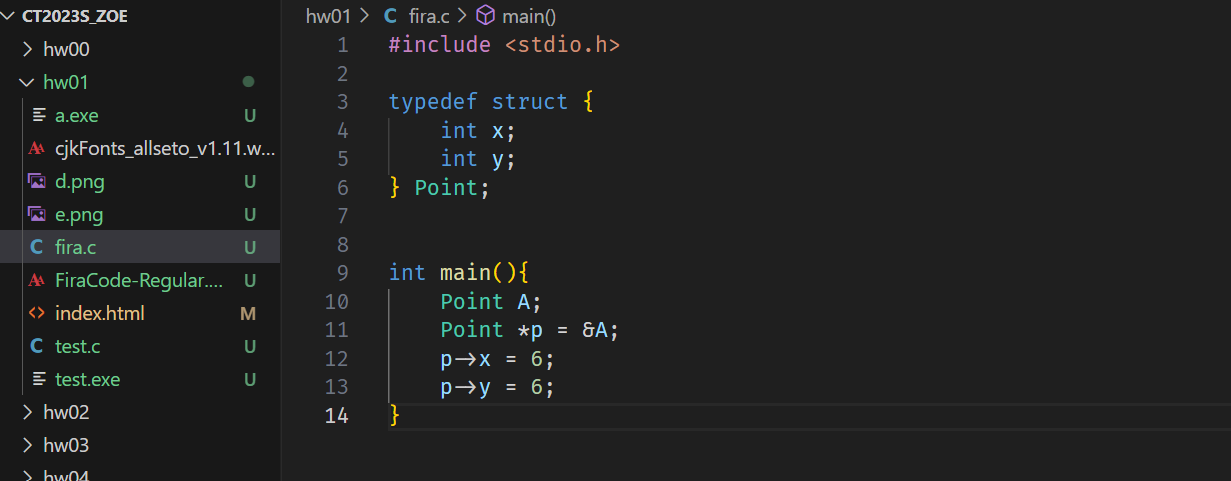 CT2023S_ZOE
hw00
hw01
a.exe U
cjkFonts_allseto_v1.11.w...
d.png U
e.png U
C fira.c U
FiraCode-Regular.... U
<> index.html M
C test.c U
test.exe U
hw02
hw03
hw04
hw01 > C fira.c > main()
1 #include <stdio.h>
2
3 typedef struct {
4     int x;
5     int y;
6 } Point;
7
8
9 int main(){
10     Point A;
11     Point *p = &A;
12     p->x = 6;
13     p->y = 6;
14 }